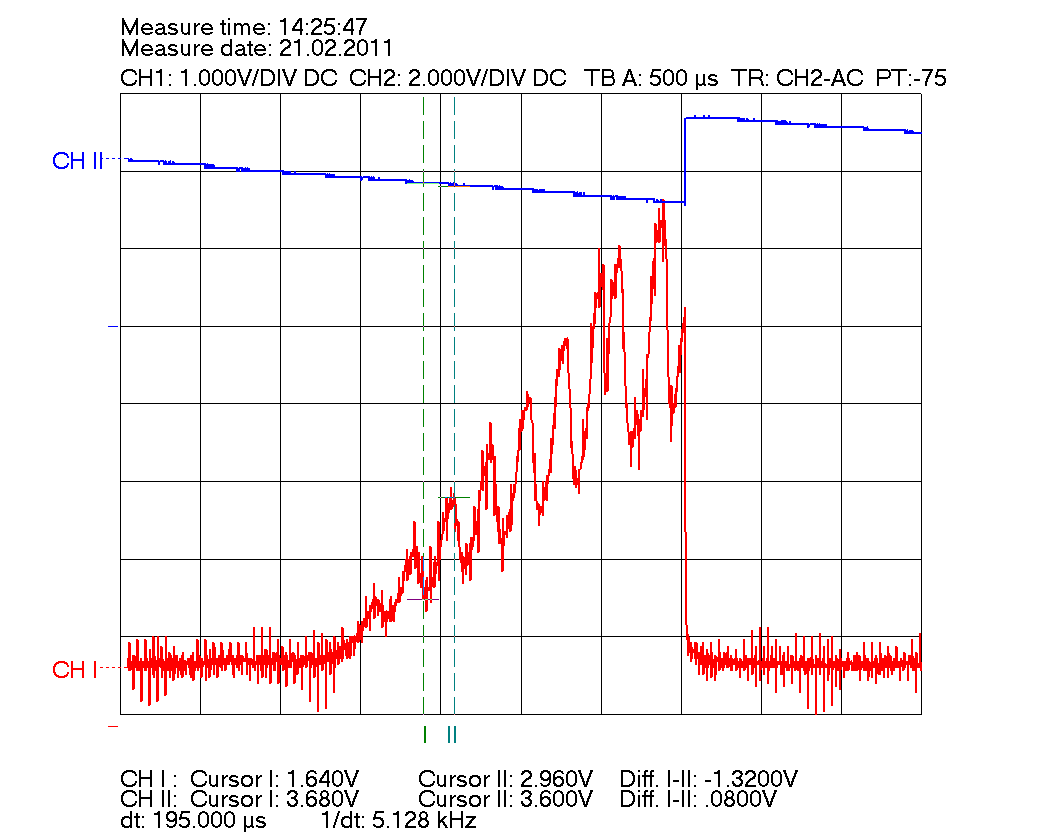 Measure time: 14:25:47
Measure date: 21.02.2011
CH1: 1.000V/DIV DC CH2: 2.000V/DIV DC TB A: 500 µs TR: CH2-AC PT:-75
CH II
CH I
I II
CH I : Cursor I: 1.640V Cursor II: 2.960V Diff. I-II: -1.3200V
CH II: Cursor I: 3.680V Cursor II: 3.600V Diff. I-II: .0800V
dt: 195.000 µs 1/dt: 5.128 kHz